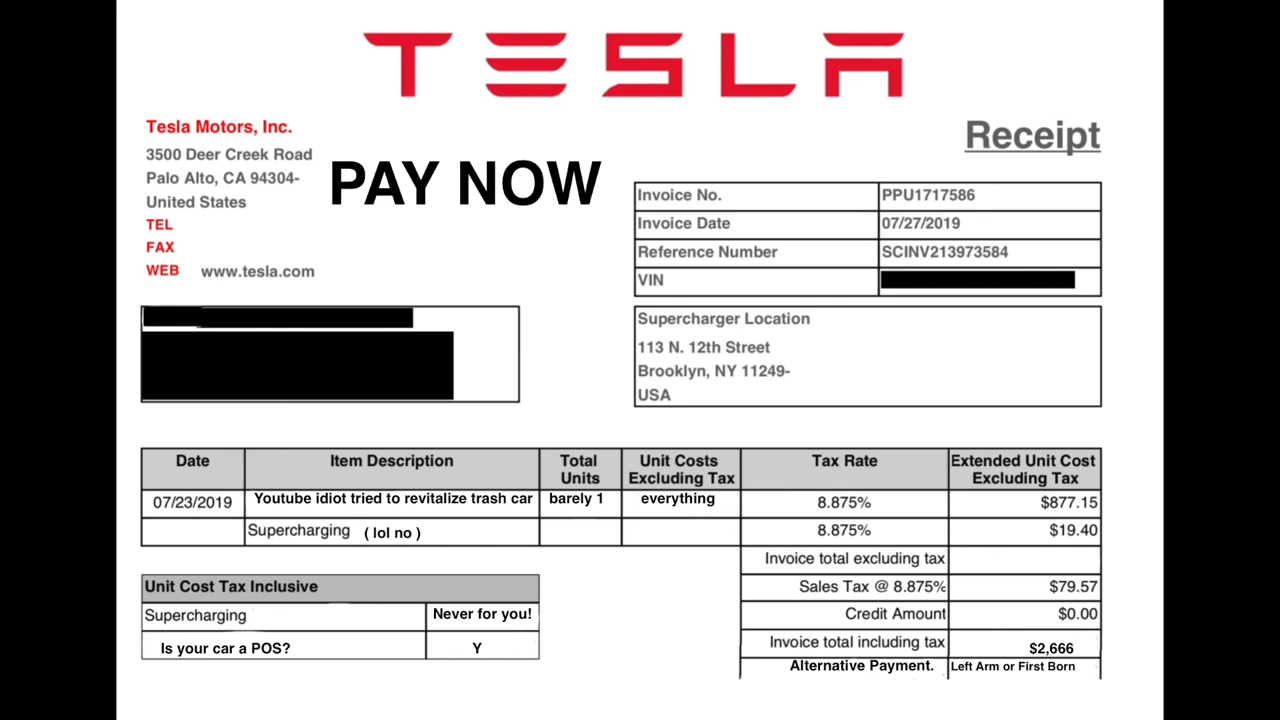 TESLA
Tesla Motors, Inc.
3500 Deer Creek Road
Palo Alto, CA 94304-
United States
TEL
FAX
WEB www.tesla.com
PAY NOW
Receipt
Invoice No. PPU1717586
Invoice Date 07/27/2019
Reference Number SCINV213973584
VIN
Supercharger Location
113 N. 12th Street
Brooklyn, NY 11249-
USA
Date Item Description Total Units Unit Costs Excluding Tax Tax Rate Extended Unit Cost Excluding Tax
07/23/2019 Youtube idiot tried to revitalize trash car barely 1 everything 8.875% $877.15
Supercharging ( lol no ) 8.875% $19.40
Invoice total excluding tax
Sales Tax @ 8.875% $79.57
Credit Amount $0.00
Invoice total including tax $2,666
Alternative Payment. Left Arm or First Born
Unit Cost Tax Inclusive
Supercharging Never for you!
Is your car a POS? Y